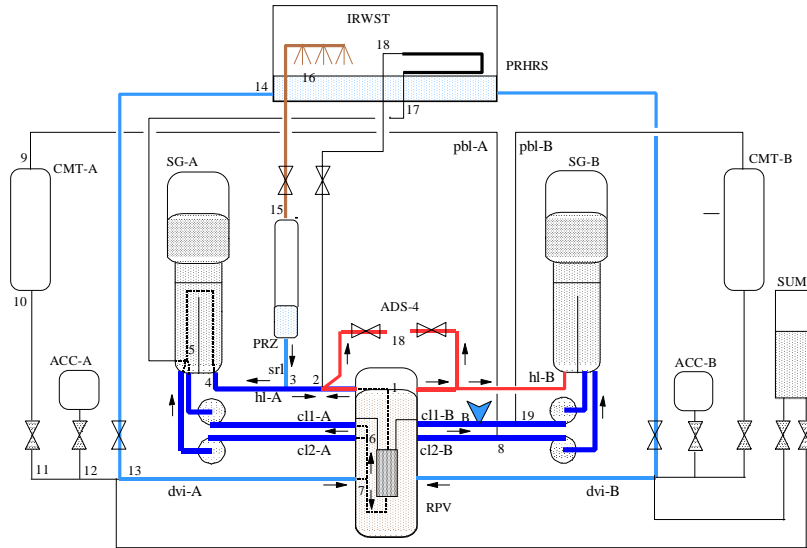 IRWST
18
PRHRS
16
14
17
pbl-A
pbl-B
9
CMT-A
SG-A
SG-B
CMT-B
15
10
ADS-4
SUM
18
PRZ
5
ACC-A
srl
4
3
2
1
hl-A
hl-B
ACC-B
cl1-A
cl1-B
B
19
6
cl2-A
cl2-B
8
11
12
13
7
dvi-A
dvi-B
RPV